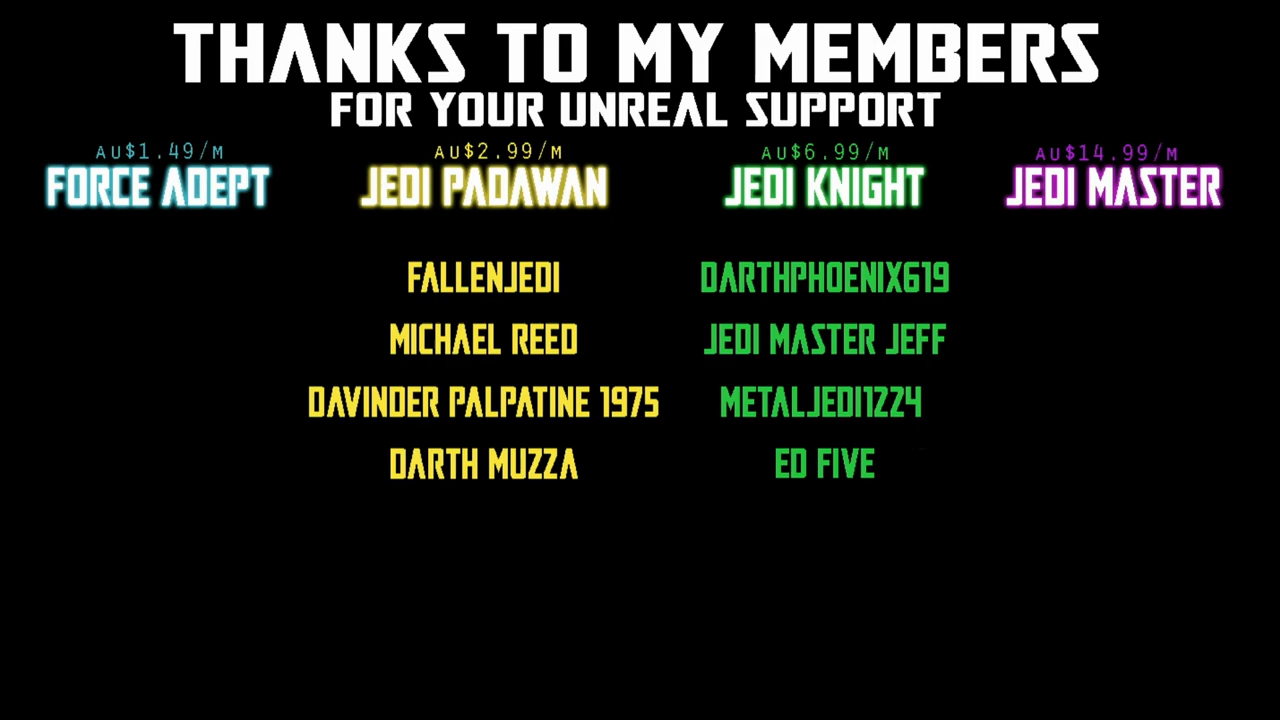 THANKS TO MY MEMBERS
FOR YOUR UNREAL SUPPORT
AU$1.49/M AU$2.99/M AU$6.99/M AU$14.99/M
FORCE ADEPT JEDI PADAWAN JEDI KNIGHT JEDI MASTER
FALLENJEDI DARTHPHOENIX619
MICHAEL REED JEDI MASTER JEFF
DAVINDER PALPATINE 1975 METALJEDI1224
DARTH MUZZA ED FIVE